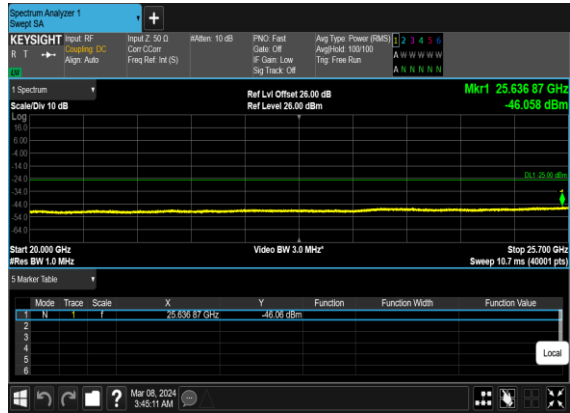 Spectrum Analyzer 1
Swept SA
KEYSIGHT Input: RF Input Z: 50 Ω #Atten: 10 dB PNO: Fast Avg Type: Power (RMS) 1 2 3 4 5 6
R T Coupling: DC Corr CCorr Gate: Off Avg|Hold: 100/100 A W W W W W
Align: Auto Freq Ref: Int (S) IF Gain: Low Trig: Free Run
Sig Track: Off A N N N N N
1 Spectrum Ref Lvl Offset 26.00 dB Mkr1 25.636 87 GHz
Scale/Div 10 dB Ref Level 26.00 dBm -46.058 dBm
Log
16.0
6.00
-4.00
-14.0
DL1 -25.00 dBm
-24.0
-34.0
1
-44.0
-54.0
-64.0
Start 20.000 GHz Video BW 3.0 MHz* Stop 25.700 GHz
#Res BW 1.0 MHz Sweep 10.7 ms (40001 pts)
5 Marker Table
Mode Trace Scale X Y Function Function Width Function Value
1 N 1 f 25.636 87 GHz -46.06 dBm
2
3
4
5
6
Local
? Mar 08, 2024
3:45:11 AM